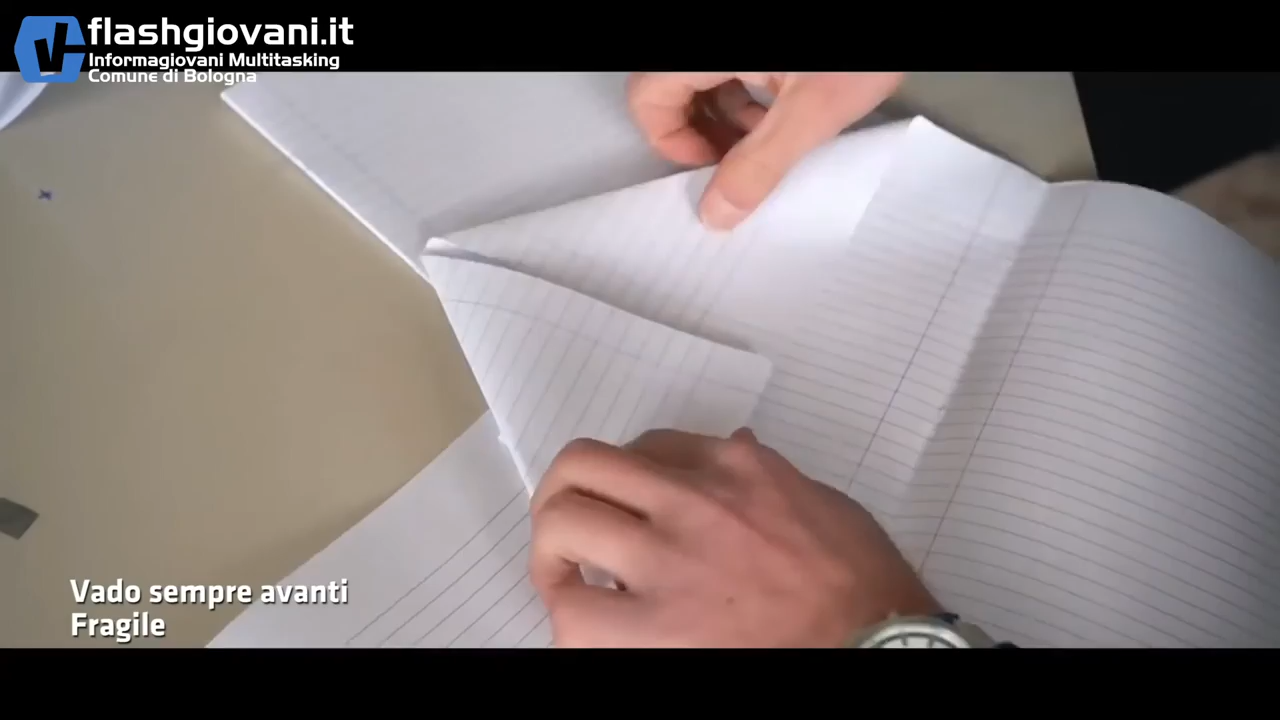 flashgiovani.it
Informagiovani Multitasking
Comune di Bologna
Vado sempre avanti
Fragile